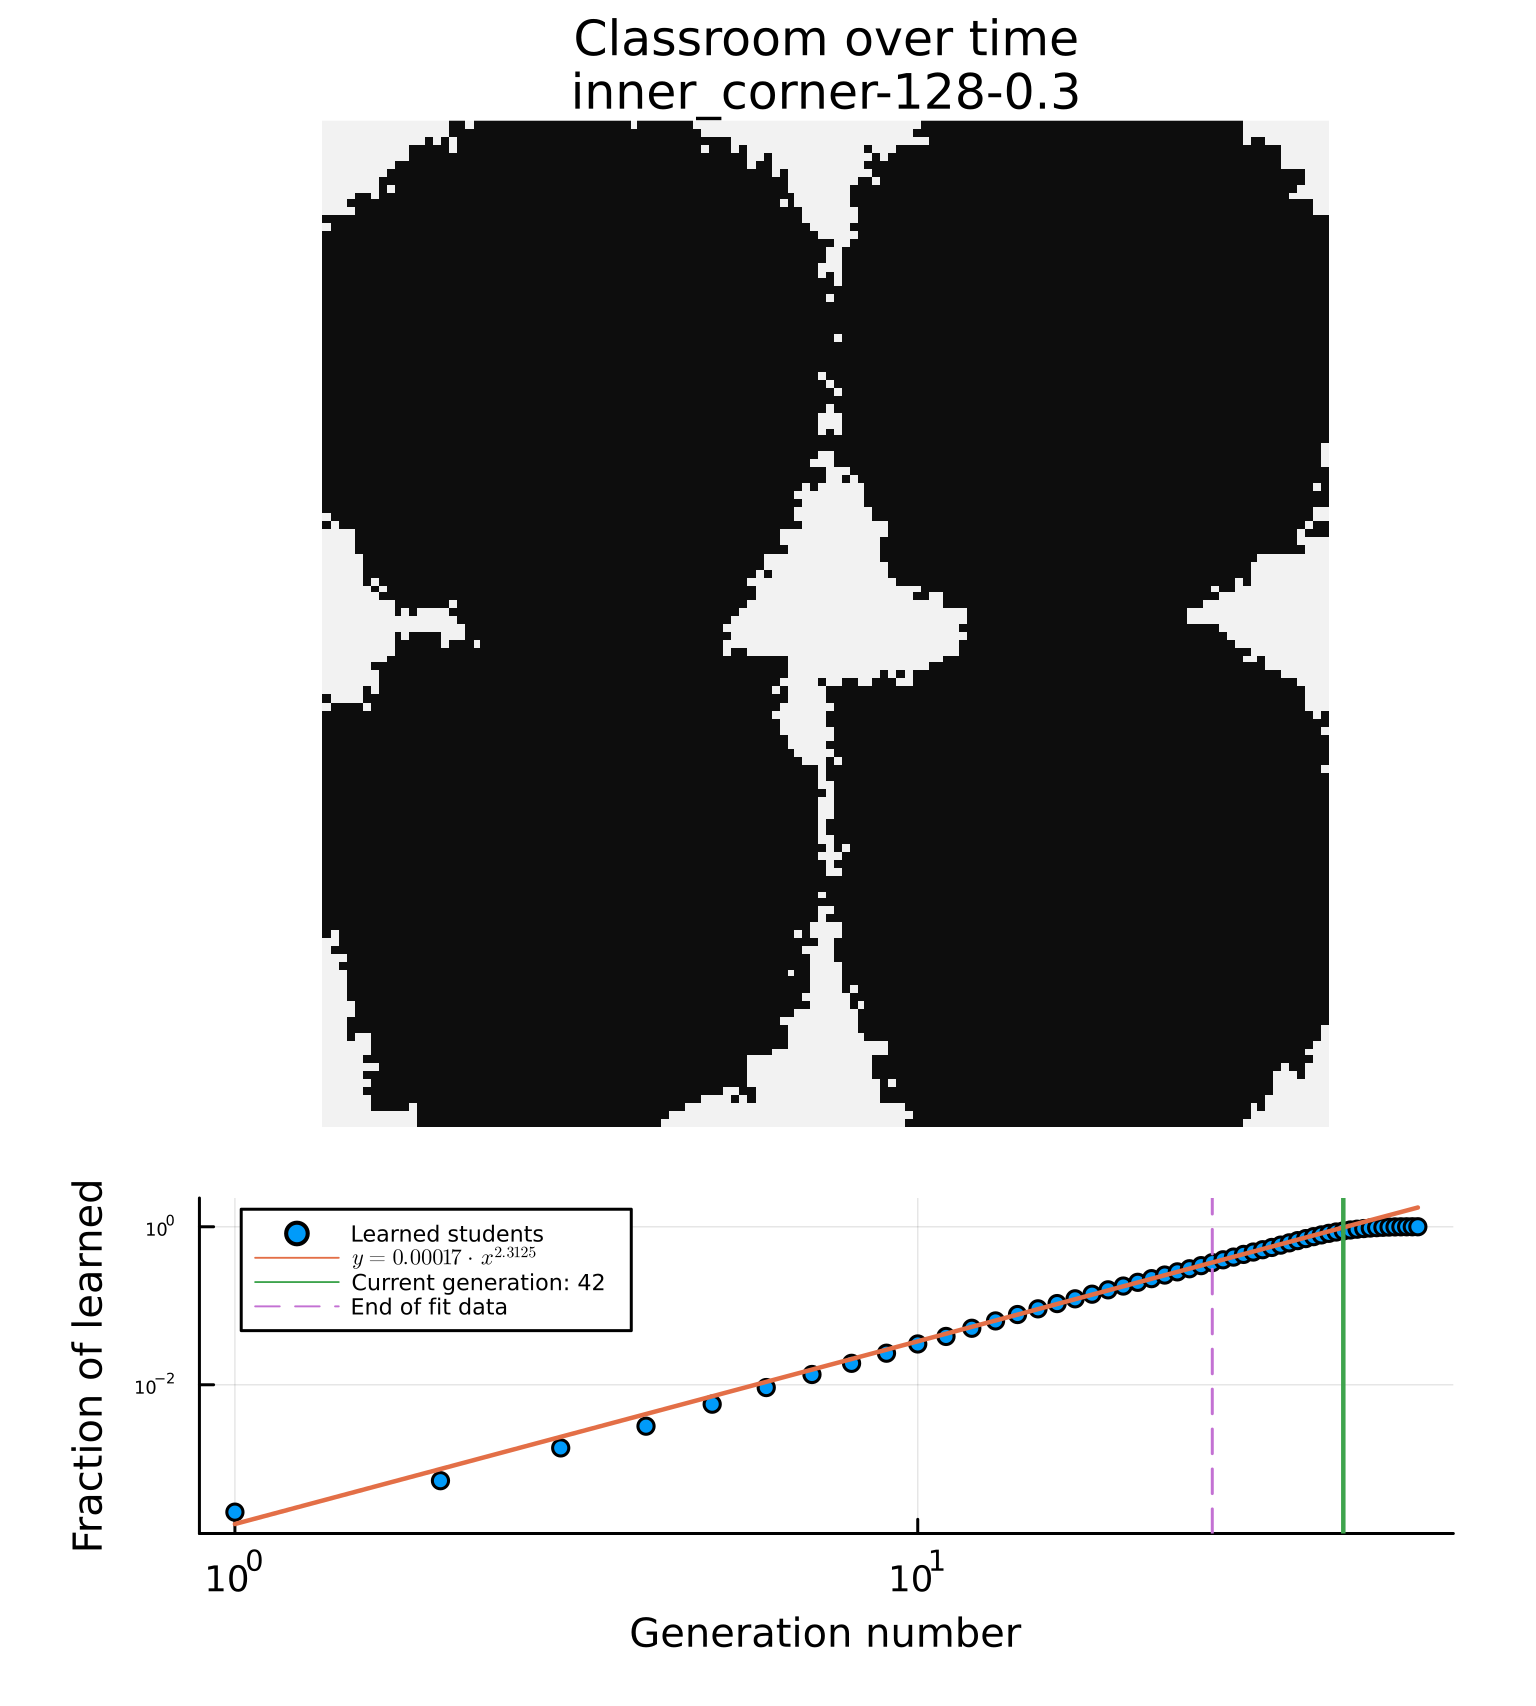 Classroom over time
inner_corner-128-0.3
Fraction of learned
10^0
10^-2
Learned students
y = 0.00017 · x^2.3125
Current generation: 42
End of fit data
10^0
10^1
Generation number